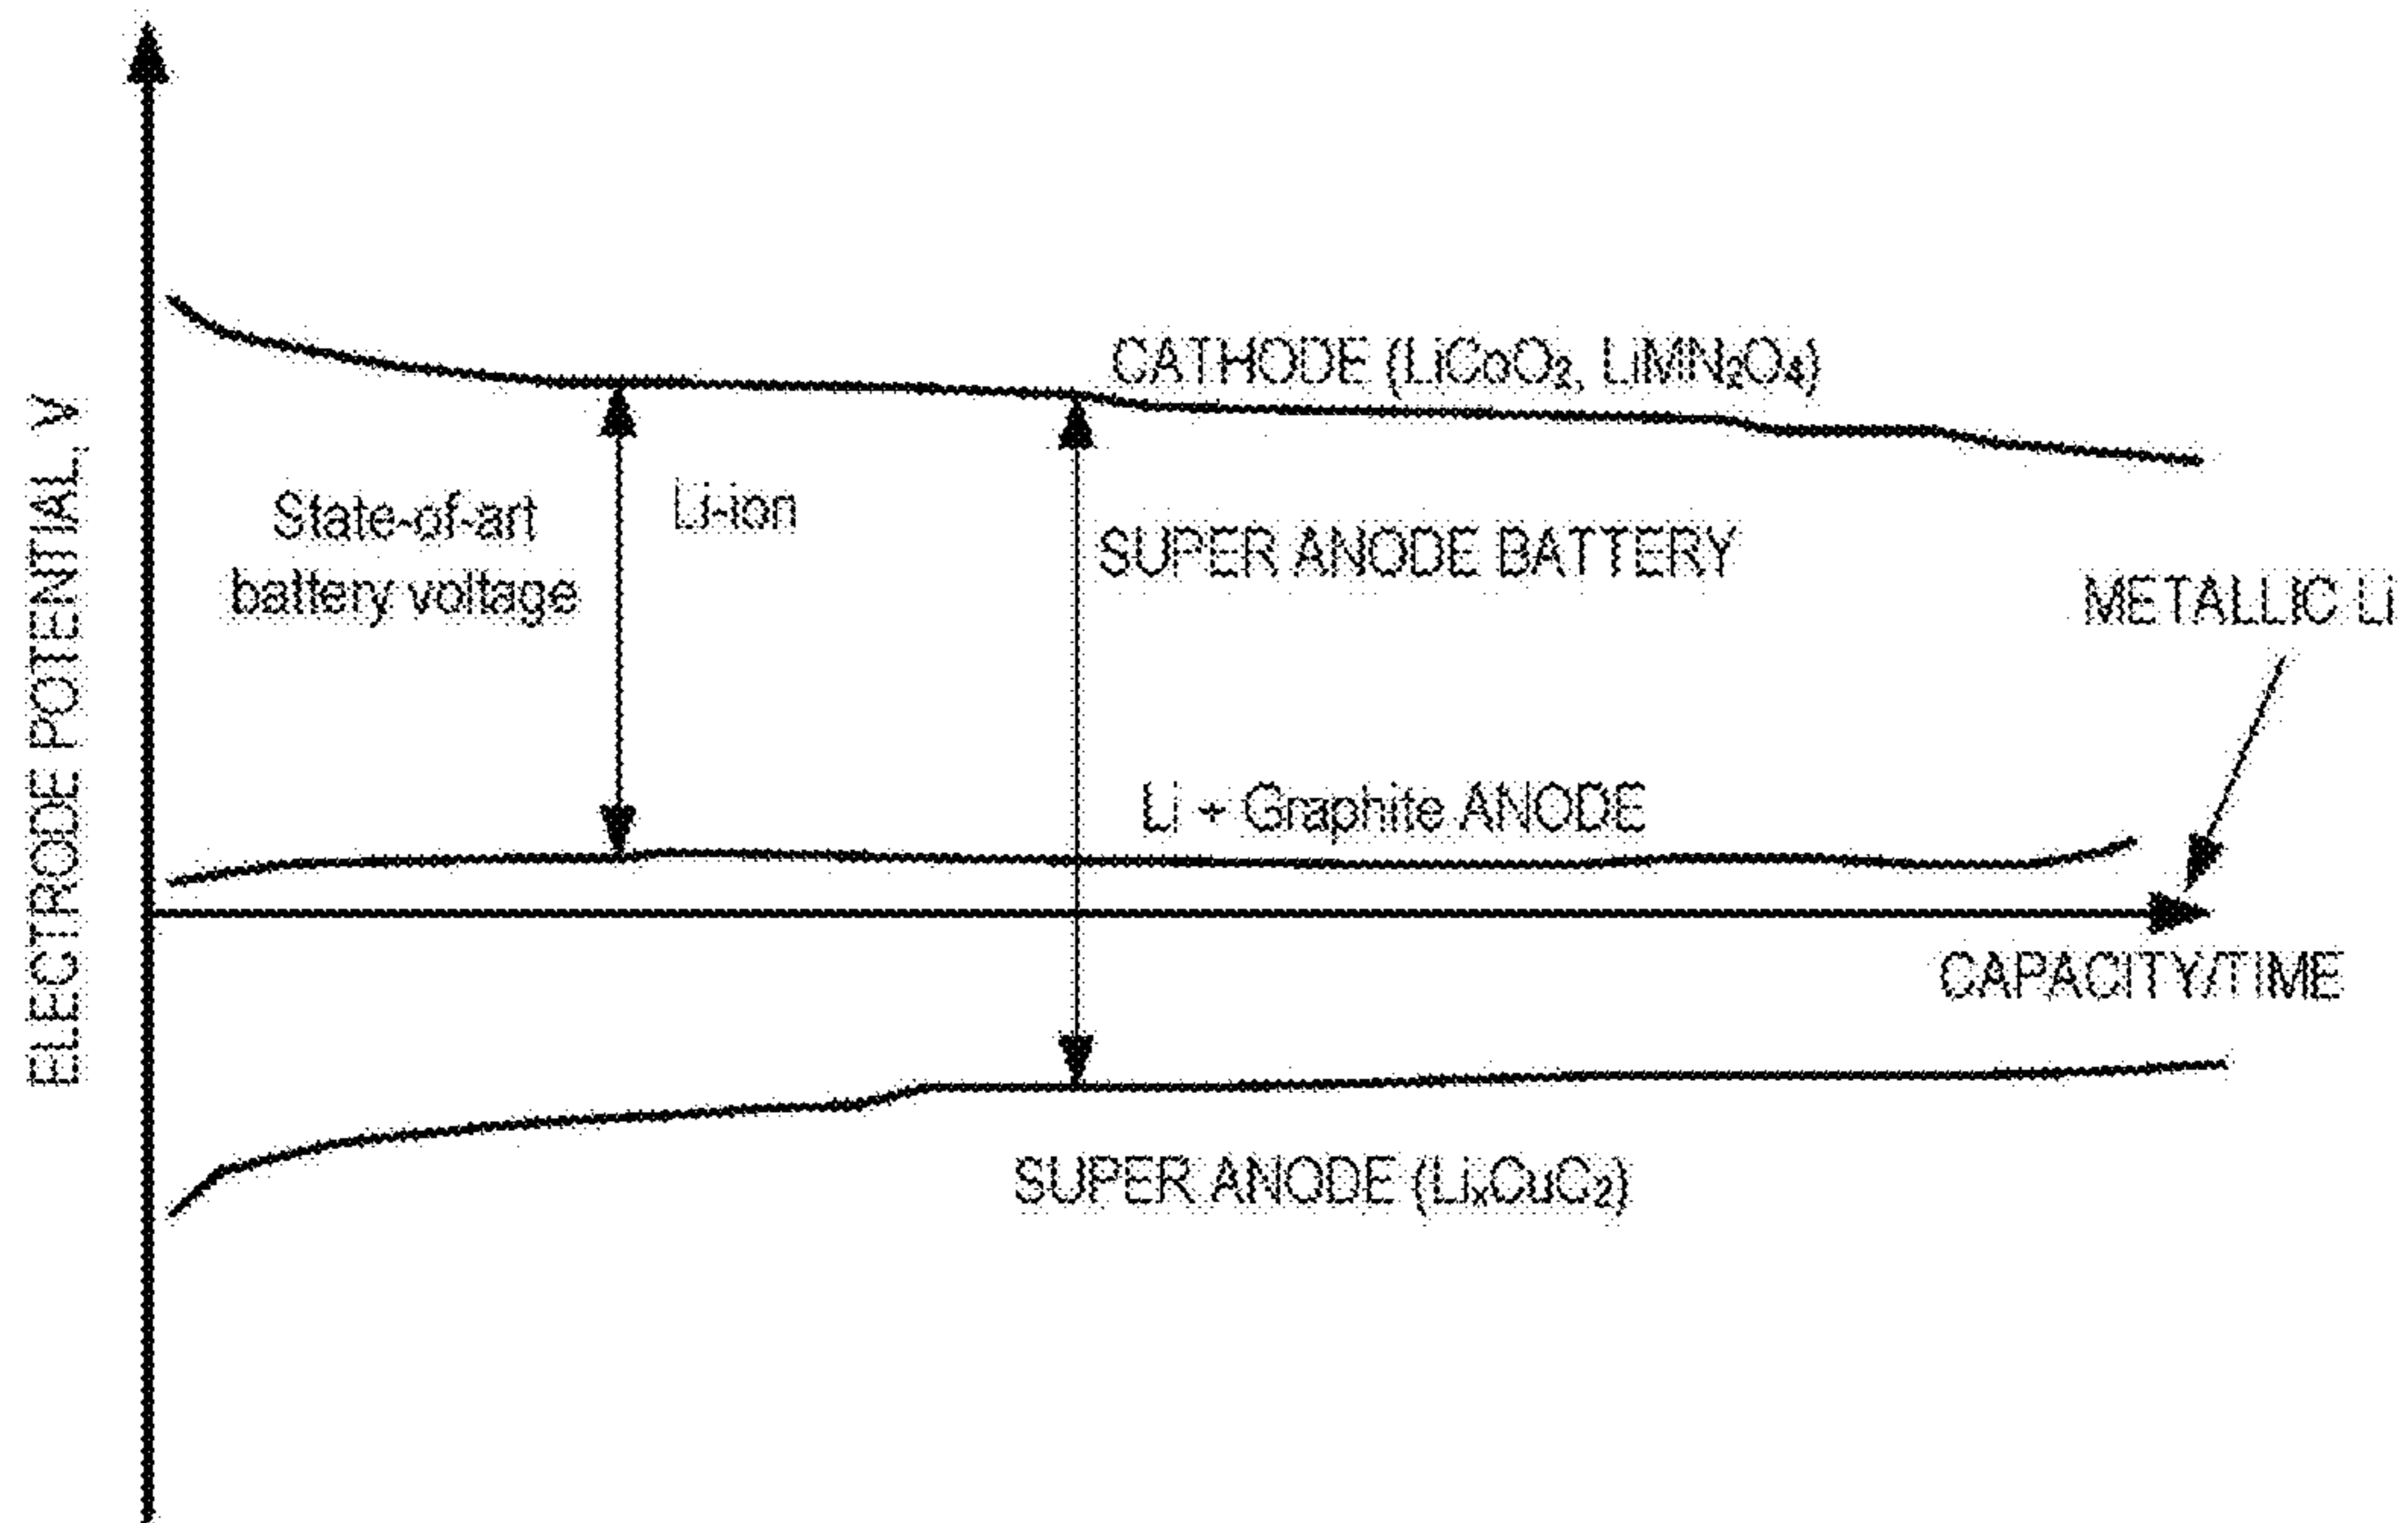 ELECTRODE POTENTIAL, V
CATHODE (LiCoO₂, LiMN₂O₄)
State-of-art
battery voltage
Li-ion
SUPER ANODE BATTERY
METALLIC Li
Li + Graphite ANODE
CAPACITY/TIME
SUPER ANODE (LiₓCuC₂)